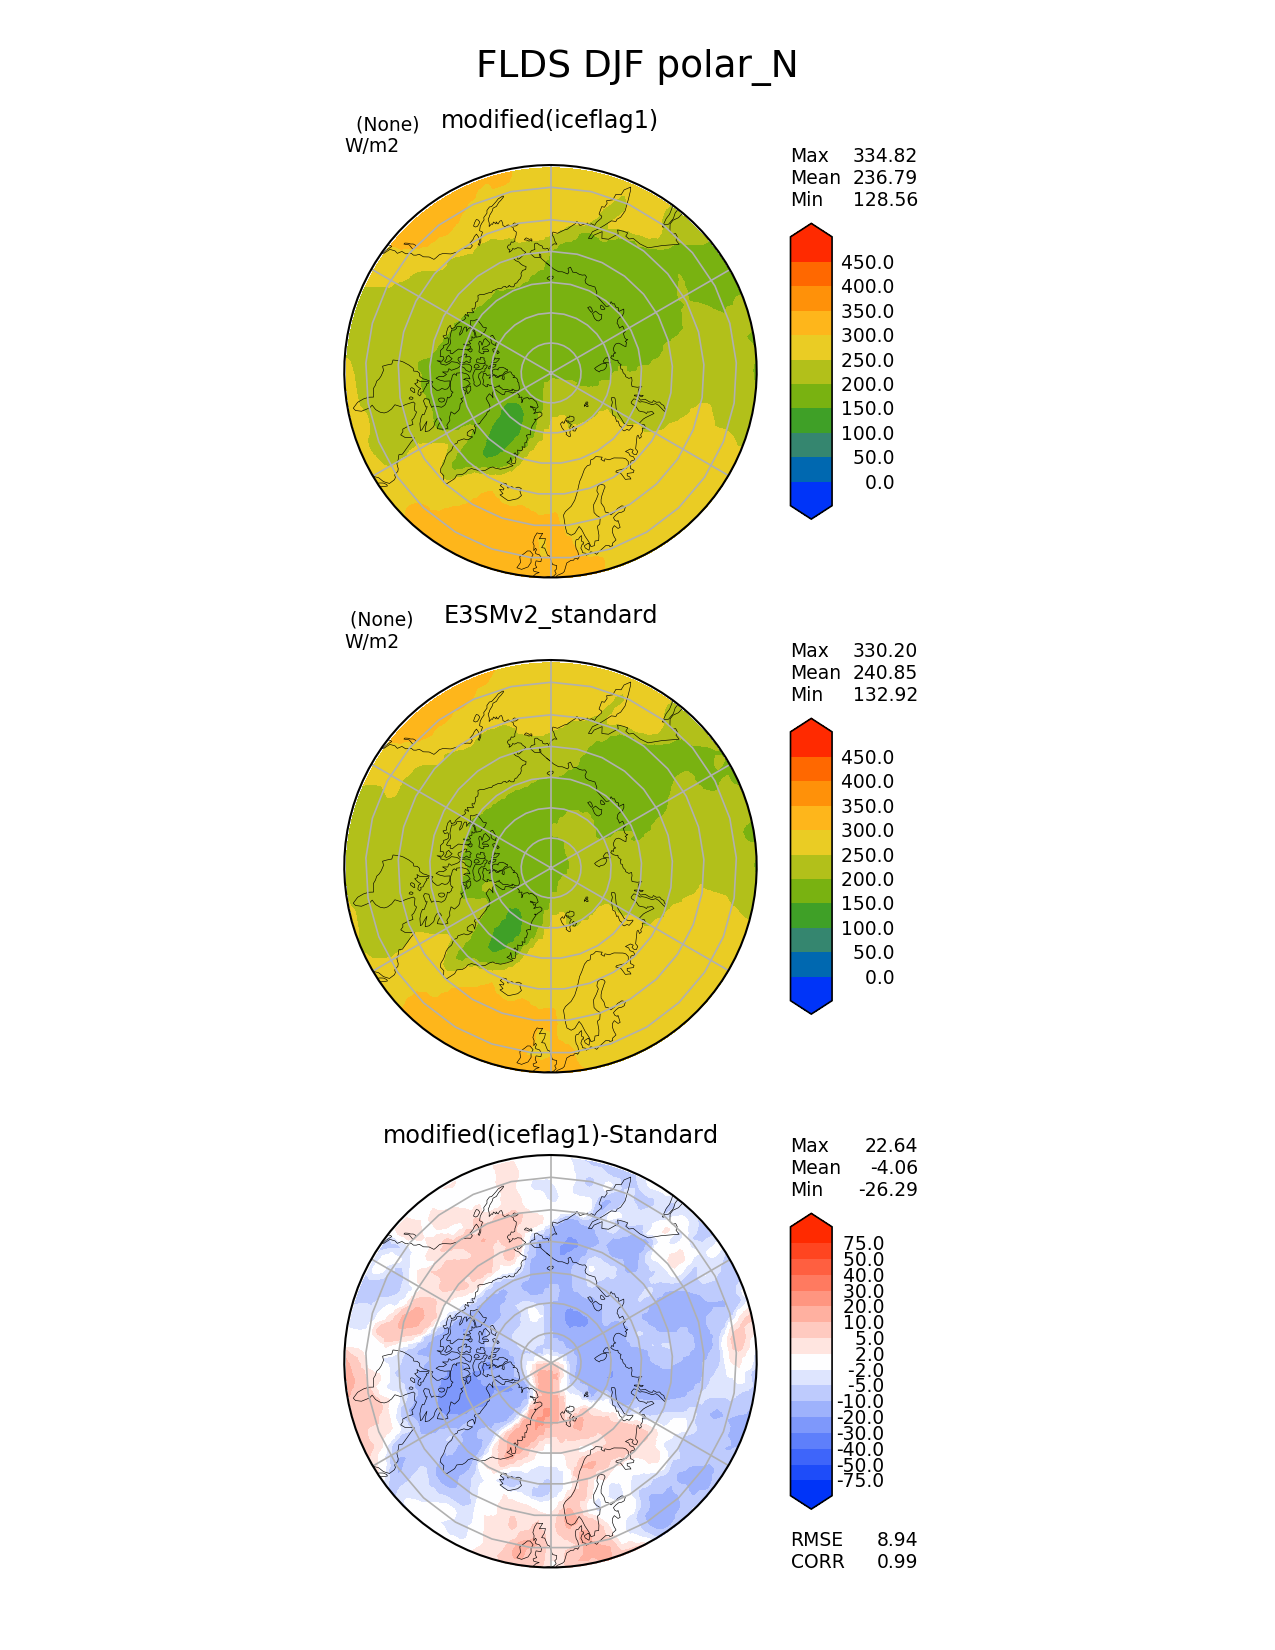 FLDS DJF polar_N
(None) modified(iceflag1)
W/m2
Max 334.82
Mean 236.79
Min 128.56
450.0
400.0
350.0
300.0
250.0
200.0
150.0
100.0
50.0
0.0
(None) E3SMv2_standard
W/m2
Max 330.20
Mean 240.85
Min 132.92
450.0
400.0
350.0
300.0
250.0
200.0
150.0
100.0
50.0
0.0
modified(iceflag1)-Standard
Max 22.64
Mean -4.06
Min -26.29
75.0
50.0
40.0
30.0
20.0
10.0
5.0
2.0
-2.0
-5.0
-10.0
-20.0
-30.0
-40.0
-50.0
-75.0
RMSE 8.94
CORR 0.99